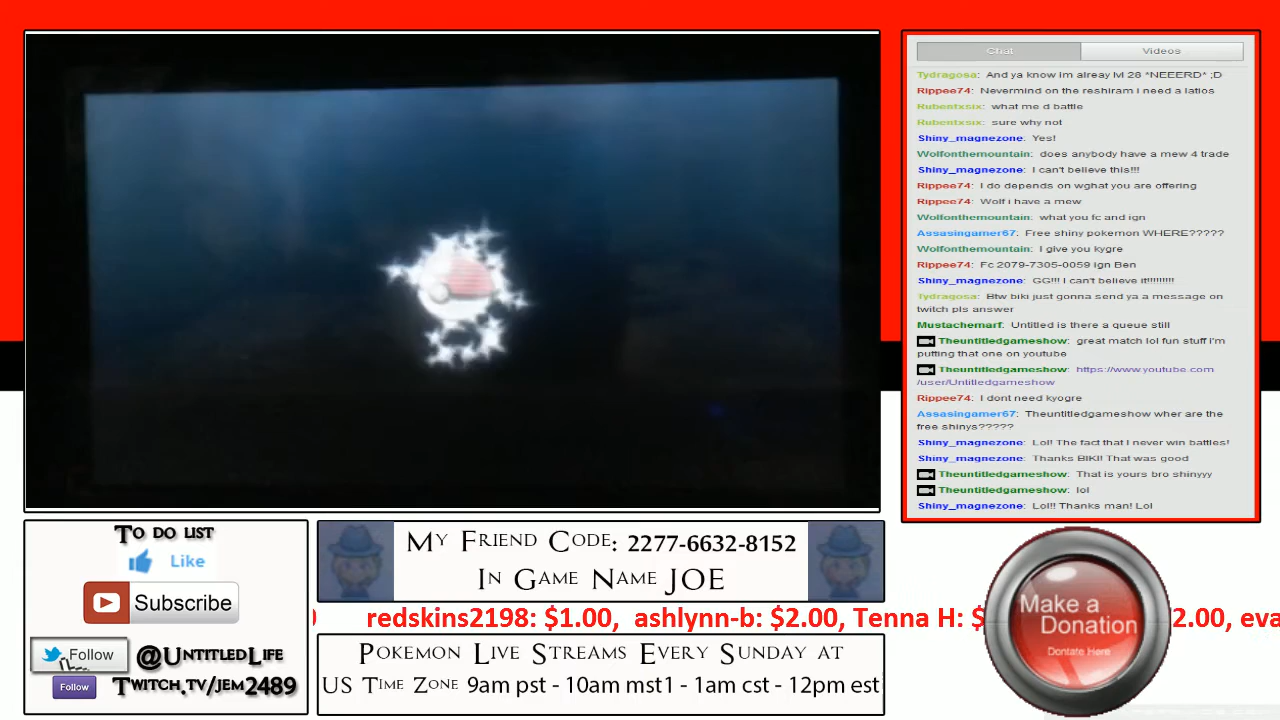 Chat
Videos
Tydragosa: And ya know im alreay lvl 28 *NEEERD* ;D
Rippee74: Nevermind on the reshiram i need a latios
Rubentxsix: what me d battle
Rubentxsix: sure why not
Shiny_magnezone: Yes!
Wolfonthemountain: does anybody have a mew 4 trade
Shiny_magnezone: I can't believe this!!!
Rippee74: I do depends on wghat you are offering
Rippee74: Wolf i have a mew
Wolfonthemountain: what you fc and ign
Assasingamer67: Free shiny pokemon WHERE?????
Wolfonthemountain: I give you kygre
Rippee74: Fc 2079-7305-0059 ign Ben
Shiny_magnezone: GG!!! I can't believe it!!!!!!!!!
Tydragosa: Btw biki just gonna send ya a message on
twitch pls answer
Mustachemarf: Untitled is there a queue still
Theuntitledgameshow: great match lol fun stuff I'm
putting that one on youtube
Theuntitledgameshow: https://www.youtube.com
/user/Untitledgameshow
Rippee74: I dont need kyogre
Assasingamer67: Theuntitledgameshow wher are the
free shinys?????
Shiny_magnezone: Lol! The fact that I never win battles!
Shiny_magnezone: Thanks BIKI! That was good
Theuntitledgameshow: That is yours bro shinyyy
Theuntitledgameshow: lol
Shiny_magnezone: Lol!! Thanks man! Lol
To do list
Like
Subscribe
Follow @UntitledLife
Follow Twitch.tv/jem2489
My Friend Code: 2277-6632-8152
In Game Name JOE
0 redskins2198: $1.00, ashlynn-b: $2.00, Tenna H: $ 2.00, eva
Pokemon Live Streams Every Sunday at
US Time Zone 9am pst - 10am mst1 - 1am cst - 12pm est
Make a
Donation
Dontate Here